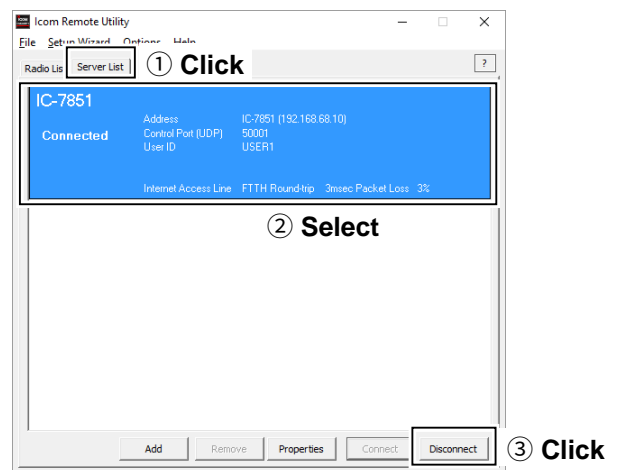 Icom Remote Utility
File Setup Wizard Options Help
Radio Lis Server List ① Click ?
IC-7851
Connected
Address IC-7851 (192.168.68.10)
Control Port (UDP) 50001
User ID USER1
Internet Access Line FTTH Round-trip 3msec Packet Loss 3%
② Select
Add Remove Properties Connect Disconnect ③ Click